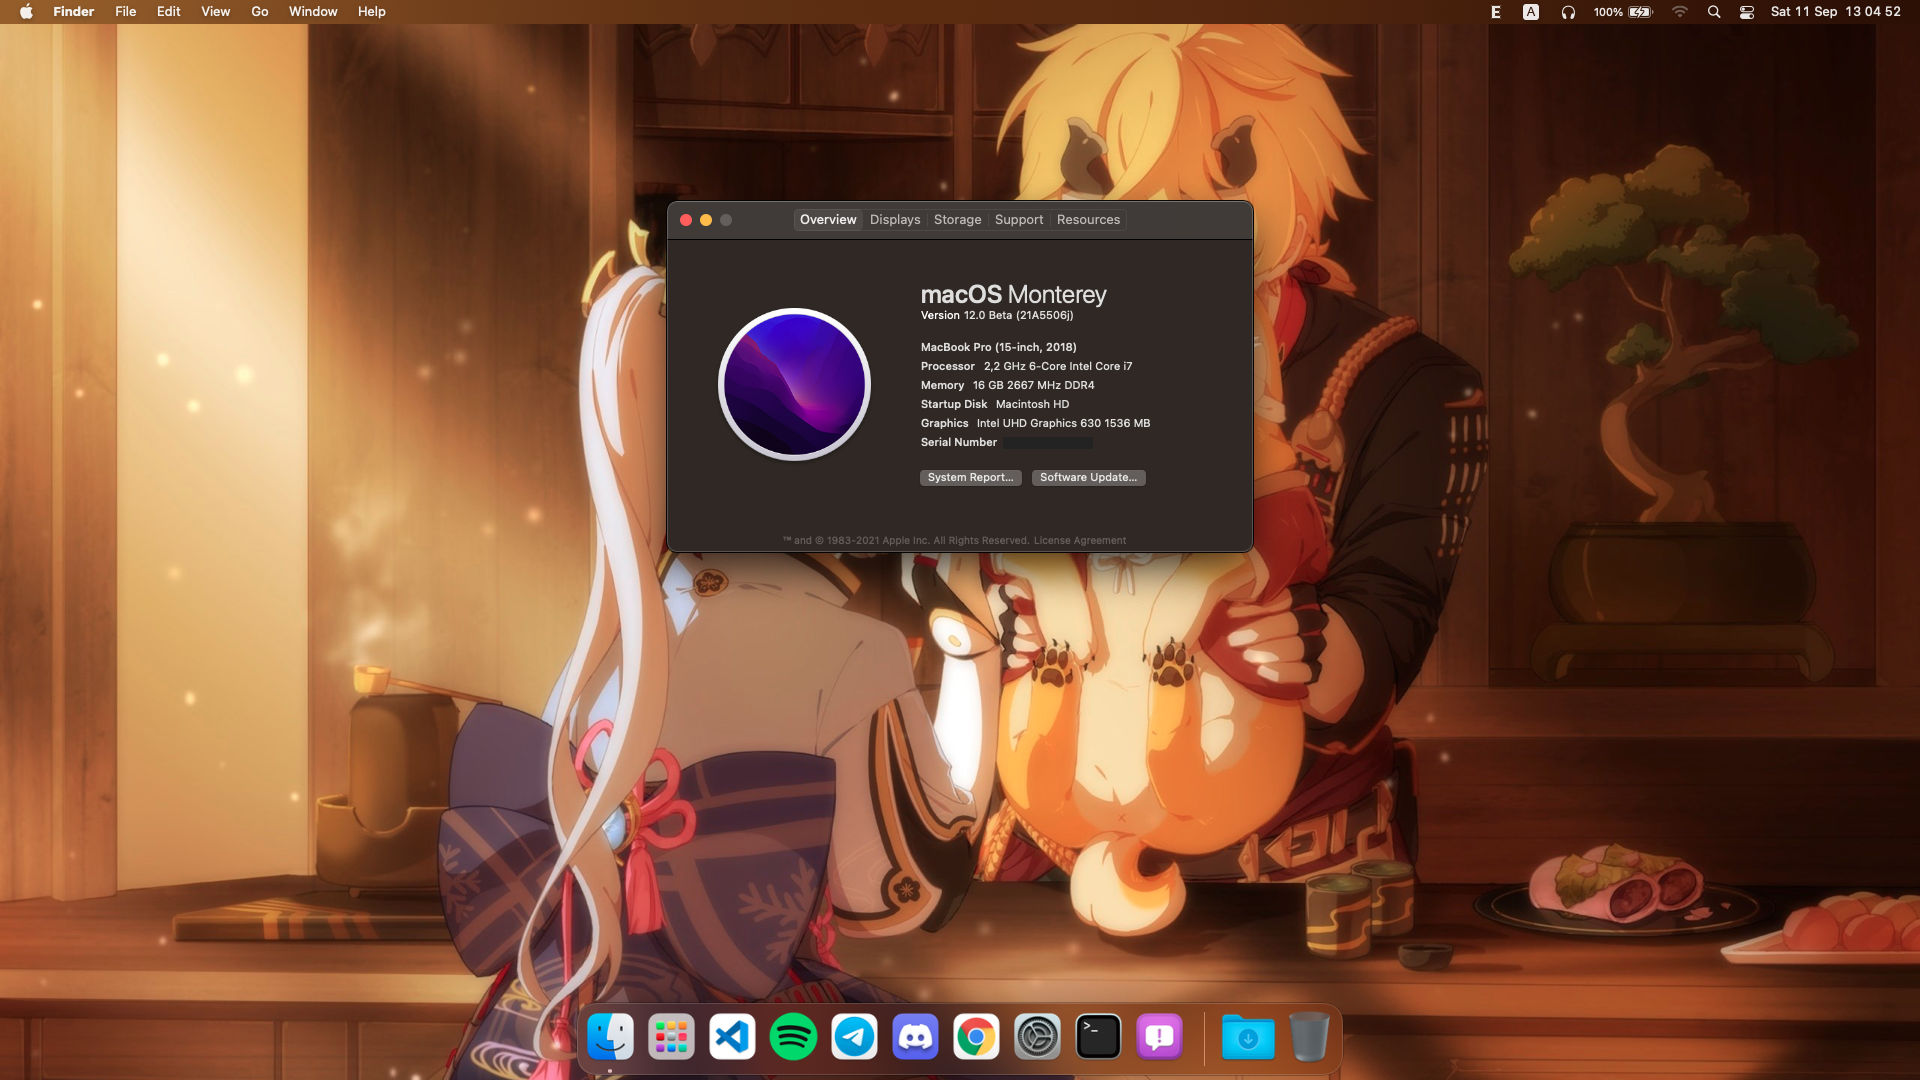 Finder File Edit View Go Window Help E A 100% Sat 11 Sep 13 04 52
Overview Displays Storage Support Resources
macOS Monterey
Version 12.0 Beta (21A5506j)
MacBook Pro (15-inch, 2018)
Processor 2,2 GHz 6-Core Intel Core i7
Memory 16 GB 2667 MHz DDR4
Startup Disk Macintosh HD
Graphics Intel UHD Graphics 630 1536 MB
Serial Number
System Report... Software Update...
™ and © 1983-2021 Apple Inc. All Rights Reserved. License Agreement
>_ !